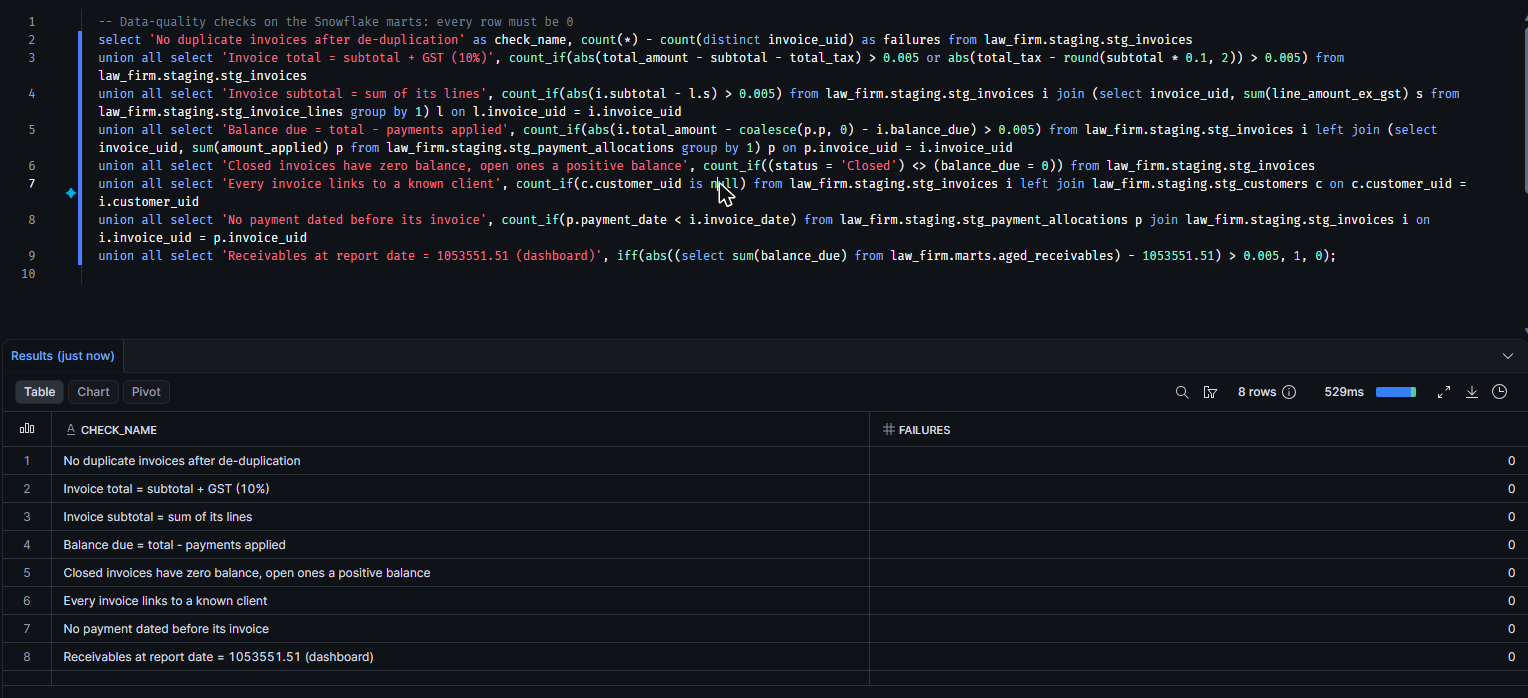 1 -- Data-quality checks on the Snowflake marts: every row must be 0
2 select 'No duplicate invoices after de-duplication' as check_name, count(*) - count(distinct invoice_uid) as failures from law_firm.staging.stg_invoices
3 union all select 'Invoice total = subtotal + GST (10%)', count_if(abs(total_amount - subtotal - total_tax) > 0.005 or abs(total_tax - round(subtotal * 0.1, 2)) > 0.005) from
law_firm.staging.stg_invoices
4 union all select 'Invoice subtotal = sum of its lines', count_if(abs(i.subtotal - l.s) > 0.005) from law_firm.staging.stg_invoices i join (select invoice_uid, sum(line_amount_ex_gst) s from
law_firm.staging.stg_invoice_lines group by 1) l on l.invoice_uid = i.invoice_uid
5 union all select 'Balance due = total - payments applied', count_if(abs(i.total_amount - coalesce(p.p, 0) - i.balance_due) > 0.005) from law_firm.staging.stg_invoices i left join (select
invoice_uid, sum(amount_applied) p from law_firm.staging.stg_payment_allocations group by 1) p on p.invoice_uid = i.invoice_uid
6 union all select 'Closed invoices have zero balance, open ones a positive balance', count_if((status = 'Closed') <> (balance_due = 0)) from law_firm.staging.stg_invoices
7 union all select 'Every invoice links to a known client', count_if(c.customer_uid is null) from law_firm.staging.stg_invoices i left join law_firm.staging.stg_customers c on c.customer_uid =
i.customer_uid
8 union all select 'No payment dated before its invoice', count_if(p.payment_date < i.invoice_date) from law_firm.staging.stg_payment_allocations p join law_firm.staging.stg_invoices i on
i.invoice_uid = p.invoice_uid
9 union all select 'Receivables at report date = 1053551.51 (dashboard)', iff(abs((select sum(balance_due) from law_firm.marts.aged_receivables) - 1053551.51) > 0.005, 1, 0);
10
Results (just now)
Table Chart Pivot 8 rows 529ms
A CHECK_NAME # FAILURES
1 No duplicate invoices after de-duplication 0
2 Invoice total = subtotal + GST (10%) 0
3 Invoice subtotal = sum of its lines 0
4 Balance due = total - payments applied 0
5 Closed invoices have zero balance, open ones a positive balance 0
6 Every invoice links to a known client 0
7 No payment dated before its invoice 0
8 Receivables at report date = 1053551.51 (dashboard) 0